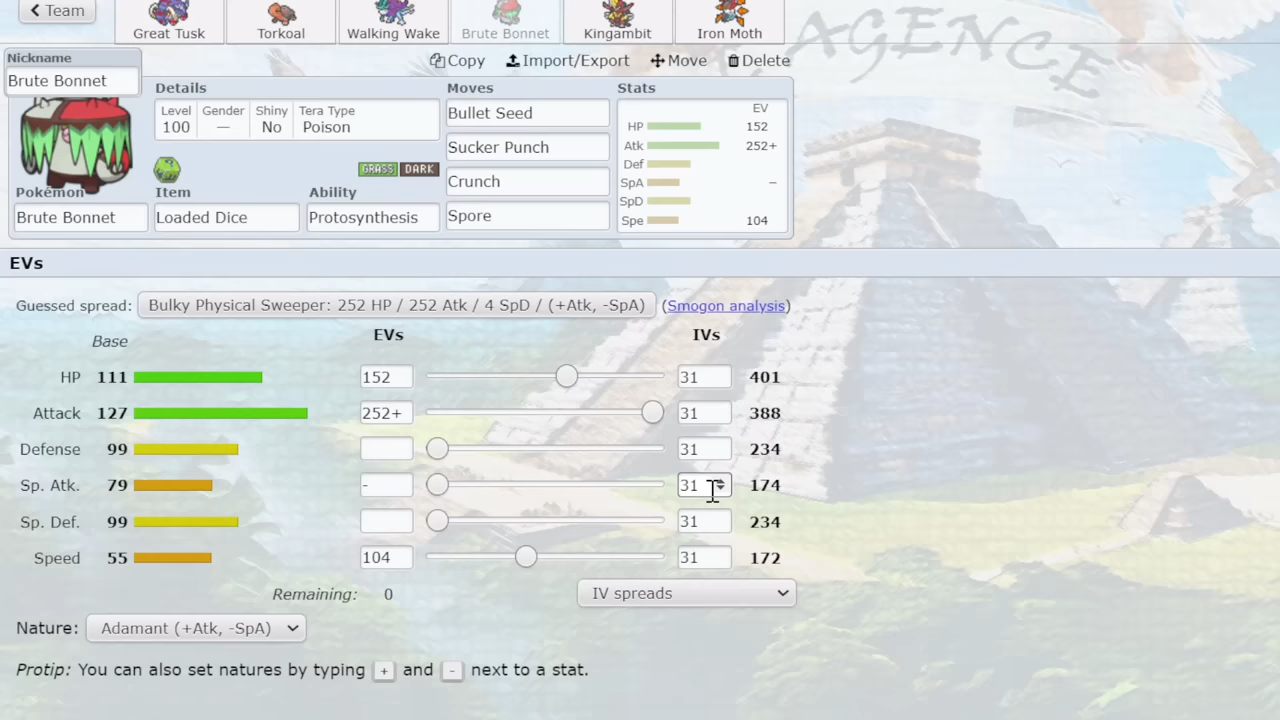 Team
Great Tusk Torkoal Walking Wake Brute Bonnet Kingambit Iron Moth
AGENCE
Nickname
Brute Bonnet
Copy Import/Export Move Delete
Details
Level Gender Shiny Tera Type
100 — No Poison
GRASS DARK
Pokémon Item Ability
Brute Bonnet Loaded Dice Protosynthesis
Moves
Bullet Seed
Sucker Punch
Crunch
Spore
Stats
EV
HP 152
Atk 252+
Def
SpA –
SpD
Spe 104
EVs
Guessed spread: Bulky Physical Sweeper: 252 HP / 252 Atk / 4 SpD / (+Atk, -SpA) (Smogon analysis)
Base EVs IVs
HP 111 152 31 401
Attack 127 252+ 31 388
Defense 99 31 234
Sp. Atk. 79 - 31 174
Sp. Def. 99 31 234
Speed 55 104 31 172
Remaining: 0 IV spreads
Nature: Adamant (+Atk, -SpA)
Protip: You can also set natures by typing + and - next to a stat.